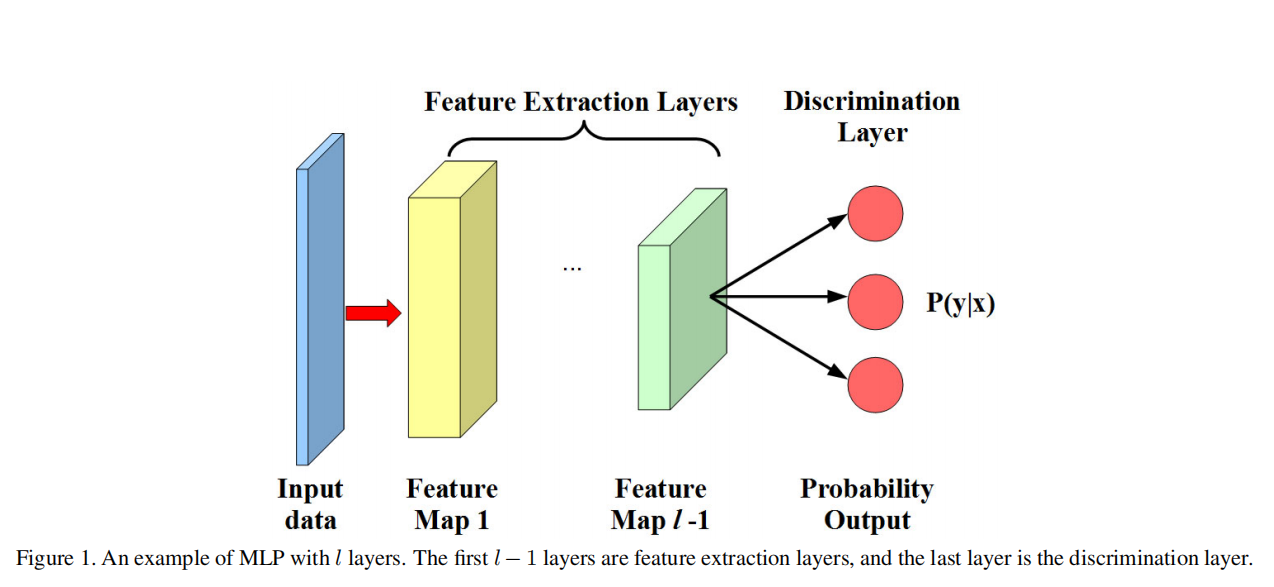 Feature Extraction Layers
Discrimination
Layer
...
P(y|x)
Input
data
Feature
Map 1
Feature
Map l -1
Probability
Output
Figure 1. An example of MLP with l layers. The first l − 1 layers are feature extraction layers, and the last layer is the discrimination layer.